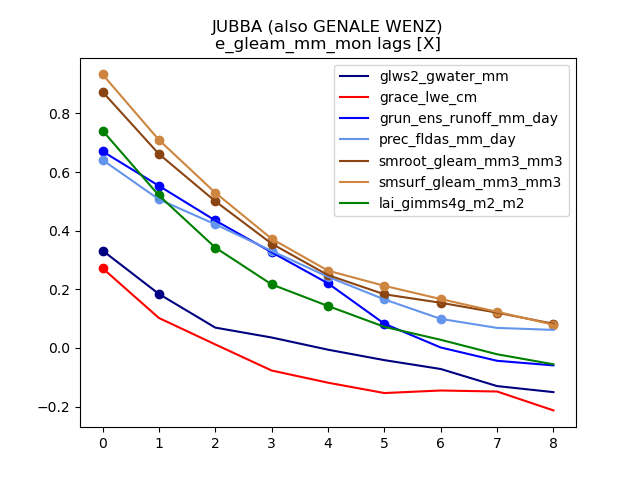 JUBBA (also GENALE WENZ)
e_gleam_mm_mon lags [X]
glws2_gwater_mm
grace_lwe_cm
grun_ens_runoff_mm_day
prec_fldas_mm_day
smroot_gleam_mm3_mm3
smsurf_gleam_mm3_mm3
lai_gimms4g_m2_m2
0.8
0.6
0.4
0.2
0.0
−0.2
0 1 2 3 4 5 6 7 8